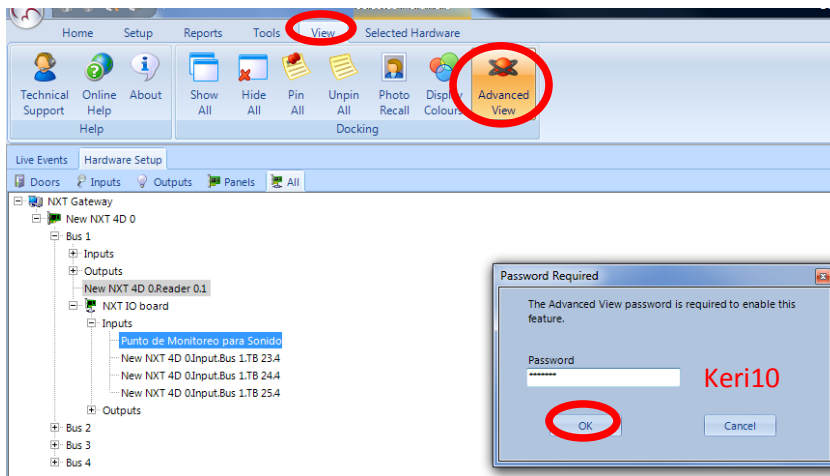 Home Setup Reports Tools View Selected Hardware
Technical Support
Online Help
About
Show All
Hide All
Pin All
Unpin All
Photo Recall
Display Colours
Advanced View
Help
Docking
Live Events Hardware Setup
Doors Inputs Outputs Panels All
NXT Gateway
New NXT 4D 0
Bus 1
Inputs
Outputs
New NXT 4D 0.Reader 0.1
NXT IO board
Inputs
Punto de Monitoreo para Sonido
New NXT 4D 0.Input.Bus 1.TB 23.4
New NXT 4D 0.Input.Bus 1.TB 24.4
New NXT 4D 0.Input.Bus 1.TB 25.4
Outputs
Bus 2
Bus 3
Bus 4
Password Required
The Advanced View password is required to enable this
feature.
Password
*******
Keri10
OK Cancel